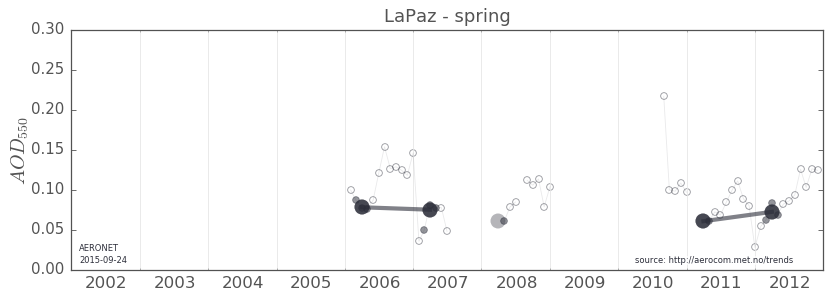 LaPaz - spring
0.30
0.25
0.20
0.15
0.10
0.05
0.00
AOD550
AERONET
2015-09-24
source: http://aerocom.met.no/trends
2002 2003 2004 2005 2006 2007 2008 2009 2010 2011 2012